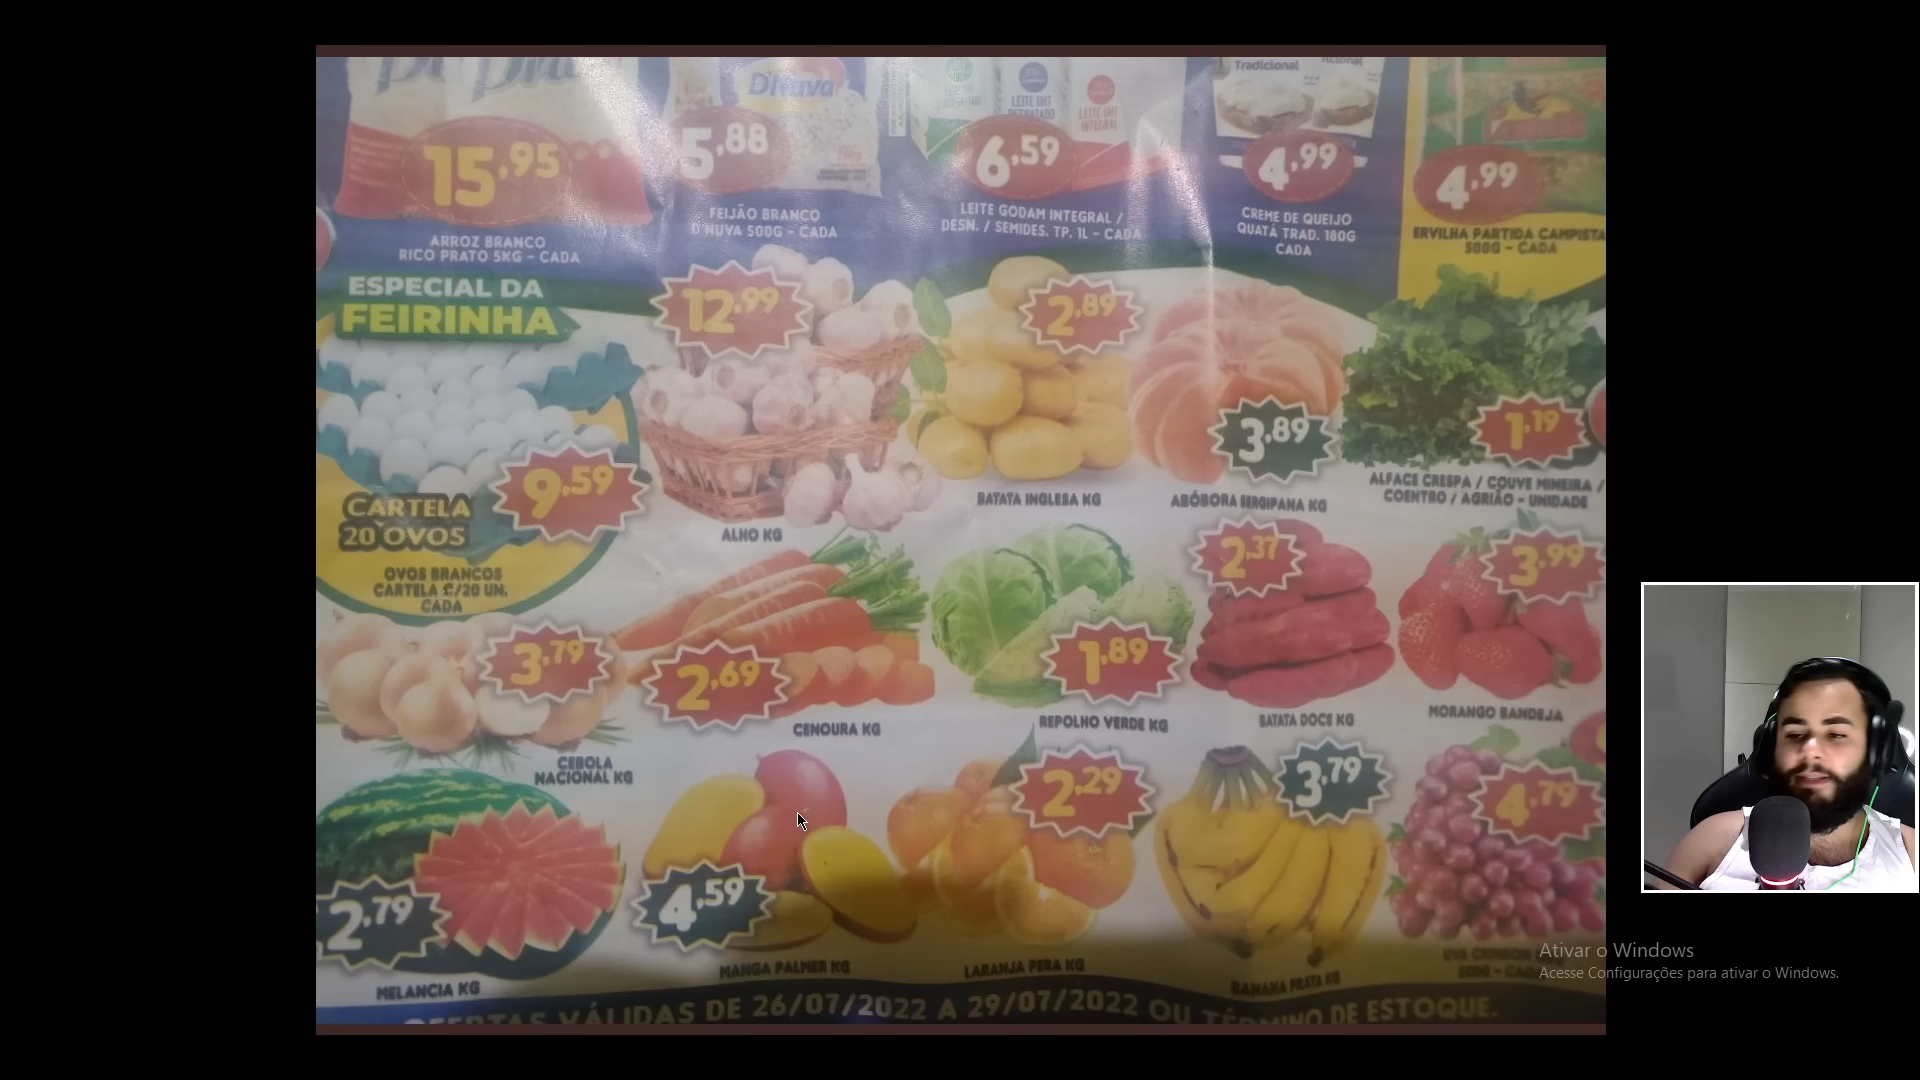 D'Nuva
LEITE UHT
DESNATADO
LEITE UHT
INTEGRAL
Tradicional
15,95
5,88
6,59
4,99
4,99
ARROZ BRANCO
RICO PRATO 5KG - CADA
FEIJÃO BRANCO
D'NUVA 500G - CADA
LEITE GODAM INTEGRAL /
DESN. / SEMIDES. TP. 1L - CADA
CREME DE QUEIJO
QUATÁ TRAD. 180G
CADA
ERVILHA PARTIDA CAMPISTA
500G - CADA
ESPECIAL DA
FEIRINHA
12,99
2,89
3,89
1,19
9,59
CARTELA
20 OVOS
OVOS BRANCOS
CARTELA C/20 UN.
CADA
ALHO KG
BATATA INGLESA KG
ABÓBORA SERGIPANA KG
ALFACE CRESPA / COUVE MINEIRA /
COENTRO / AGRIÃO - UNIDADE
3,79
2,69
1,89
2,37
3,99
CEBOLA
NACIONAL KG
CENOURA KG
REPOLHO VERDE KG
BATATA DOCE KG
MORANGO BANDEJA
2,79
4,59
2,29
3,79
4,79
MELANCIA KG
MANGA PALMER KG
LARANJA PERA KG
BANANA PRATA KG
OFERTAS VÁLIDAS DE 26/07/2022 A 29/07/2022 OU TÉRMINO DE ESTOQUE.
Ativar o Windows
Acesse Configurações para ativar o Windows.